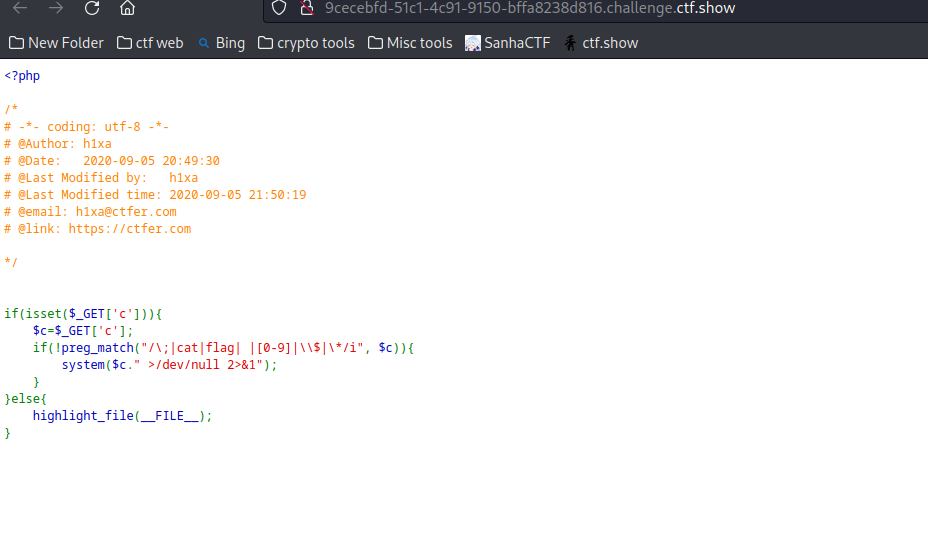 9cecebfd-51c1-4c91-9150-bffa8238d816.challenge.ctf.show
New Folder ctf web Bing crypto tools Misc tools SanhaCTF ctf.show
<?php
/*
# -*- coding: utf-8 -*-
# @Author: h1xa
# @Date:   2020-09-05 20:49:30
# @Last Modified by:   h1xa
# @Last Modified time: 2020-09-05 21:50:19
# @email: h1xa@ctfer.com
# @link: https://ctfer.com
*/
if(isset($_GET['c'])){
    $c=$_GET['c'];
    if(!preg_match("/\;|cat|flag| |[0-9]|\\$|\*/i", $c)){
        system($c." >/dev/null 2>&1");
    }
}else{
    highlight_file(__FILE__);
}